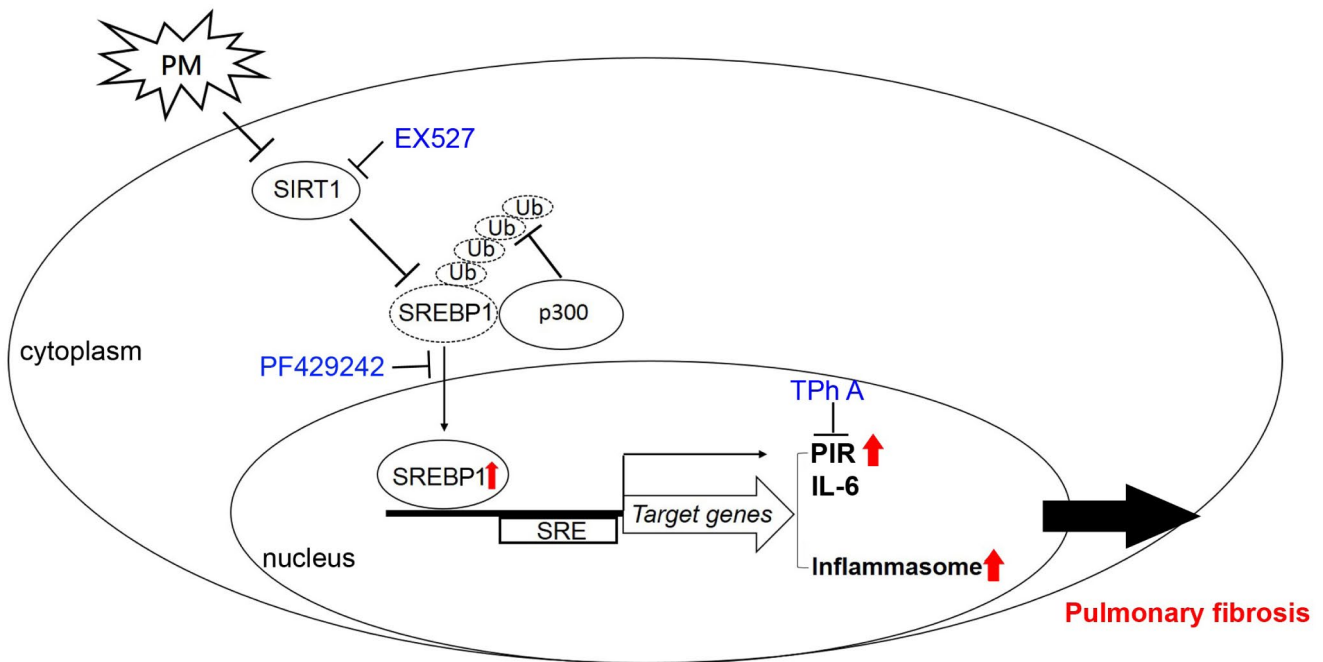 PM
EX527
SIRT1
Ub
Ub
Ub
Ub
SREBP1
p300
cytoplasm
PF429242
TPh A
PIR
SREBP1
IL-6
Target genes
SRE
nucleus
Inflammasome
Pulmonary fibrosis